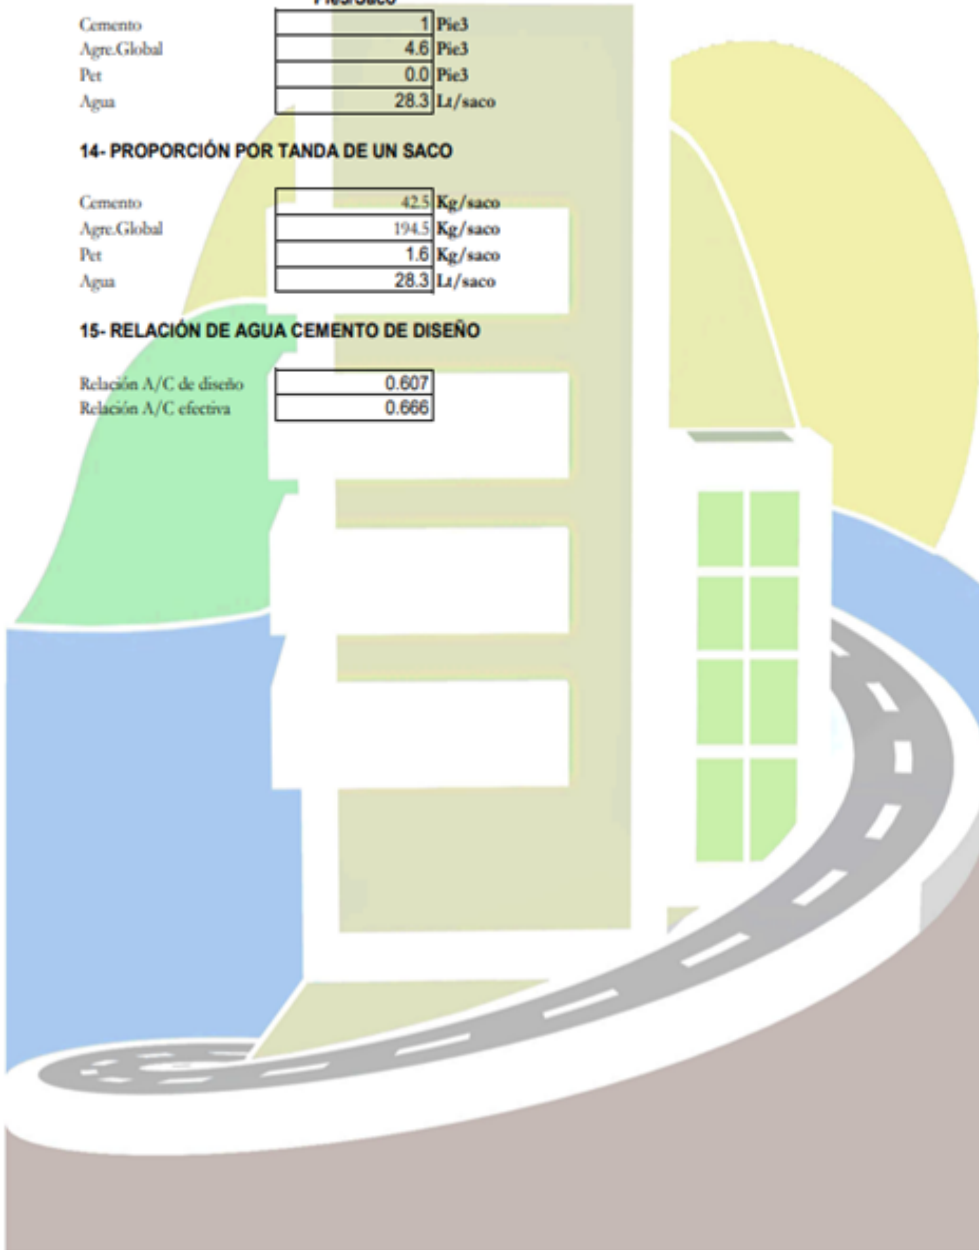 Pie3/Saco
Cemento 1 Pie3
Agre.Global 4.6 Pie3
Pet 0.0 Pie3
Agua 28.3 Lt/saco
14- PROPORCIÓN POR TANDA DE UN SACO
Cemento 42.5 Kg/saco
Agre.Global 194.5 Kg/saco
Pet 1.6 Kg/saco
Agua 28.3 Lt/saco
15- RELACIÓN DE AGUA CEMENTO DE DISEÑO
Relación A/C de diseño 0.607
Relación A/C efectiva 0.666